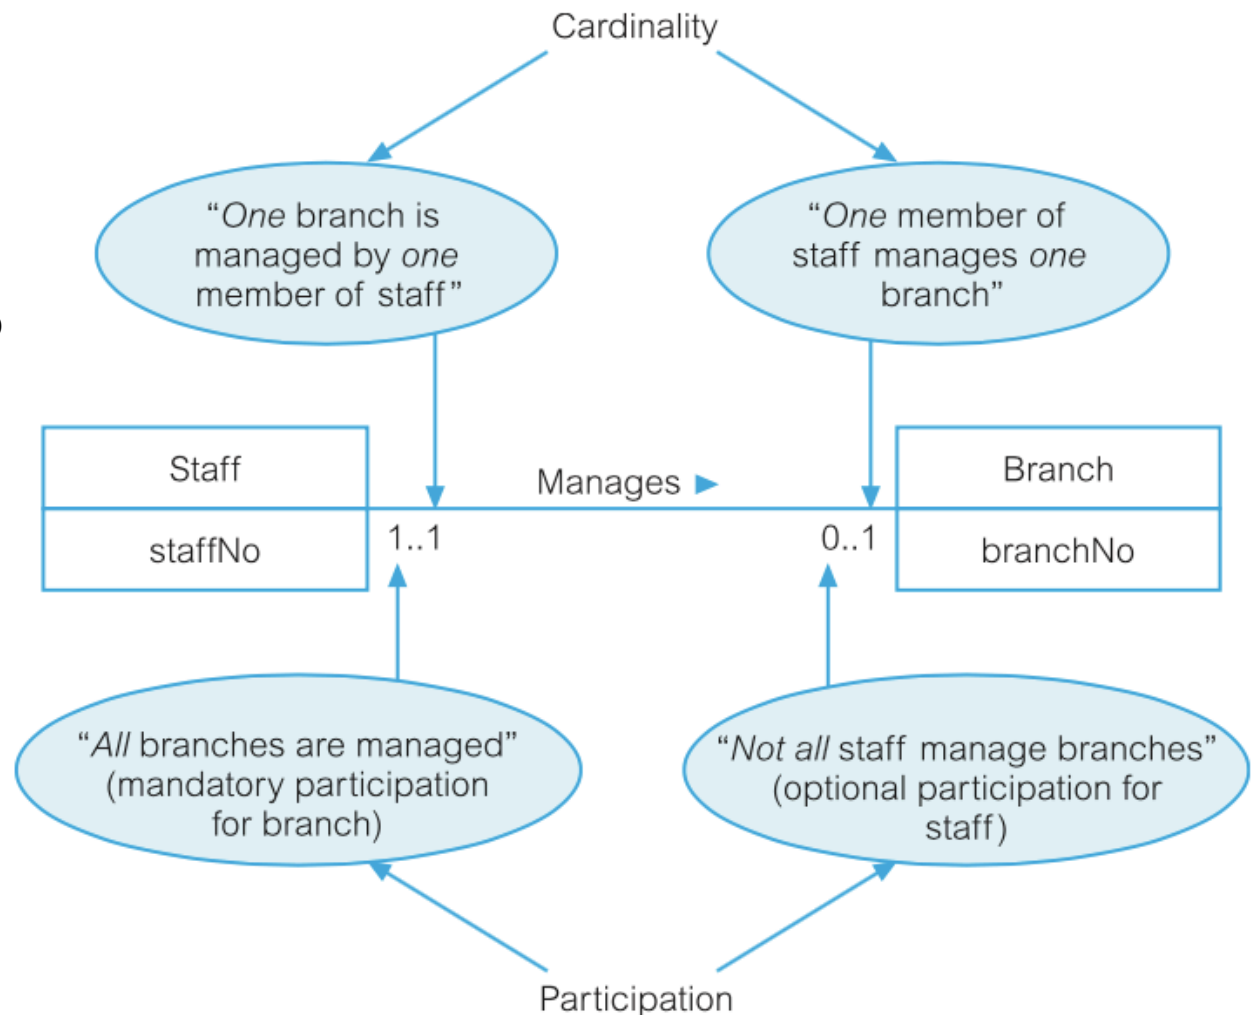 Cardinality
“One branch is
managed by one
member of staff”
“One member of
staff manages one
branch”
Staff
staffNo
Manages
Branch
branchNo
1..1
0..1
“All branches are managed”
(mandatory participation
for branch)
“Not all staff manage branches”
(optional participation for
staff)
Participation